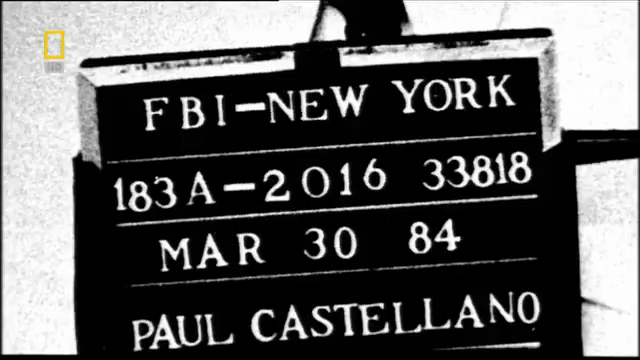 FBI—NEW YORK
183A—2016 33818
MAR 30 84
PAUL CASTELLANO